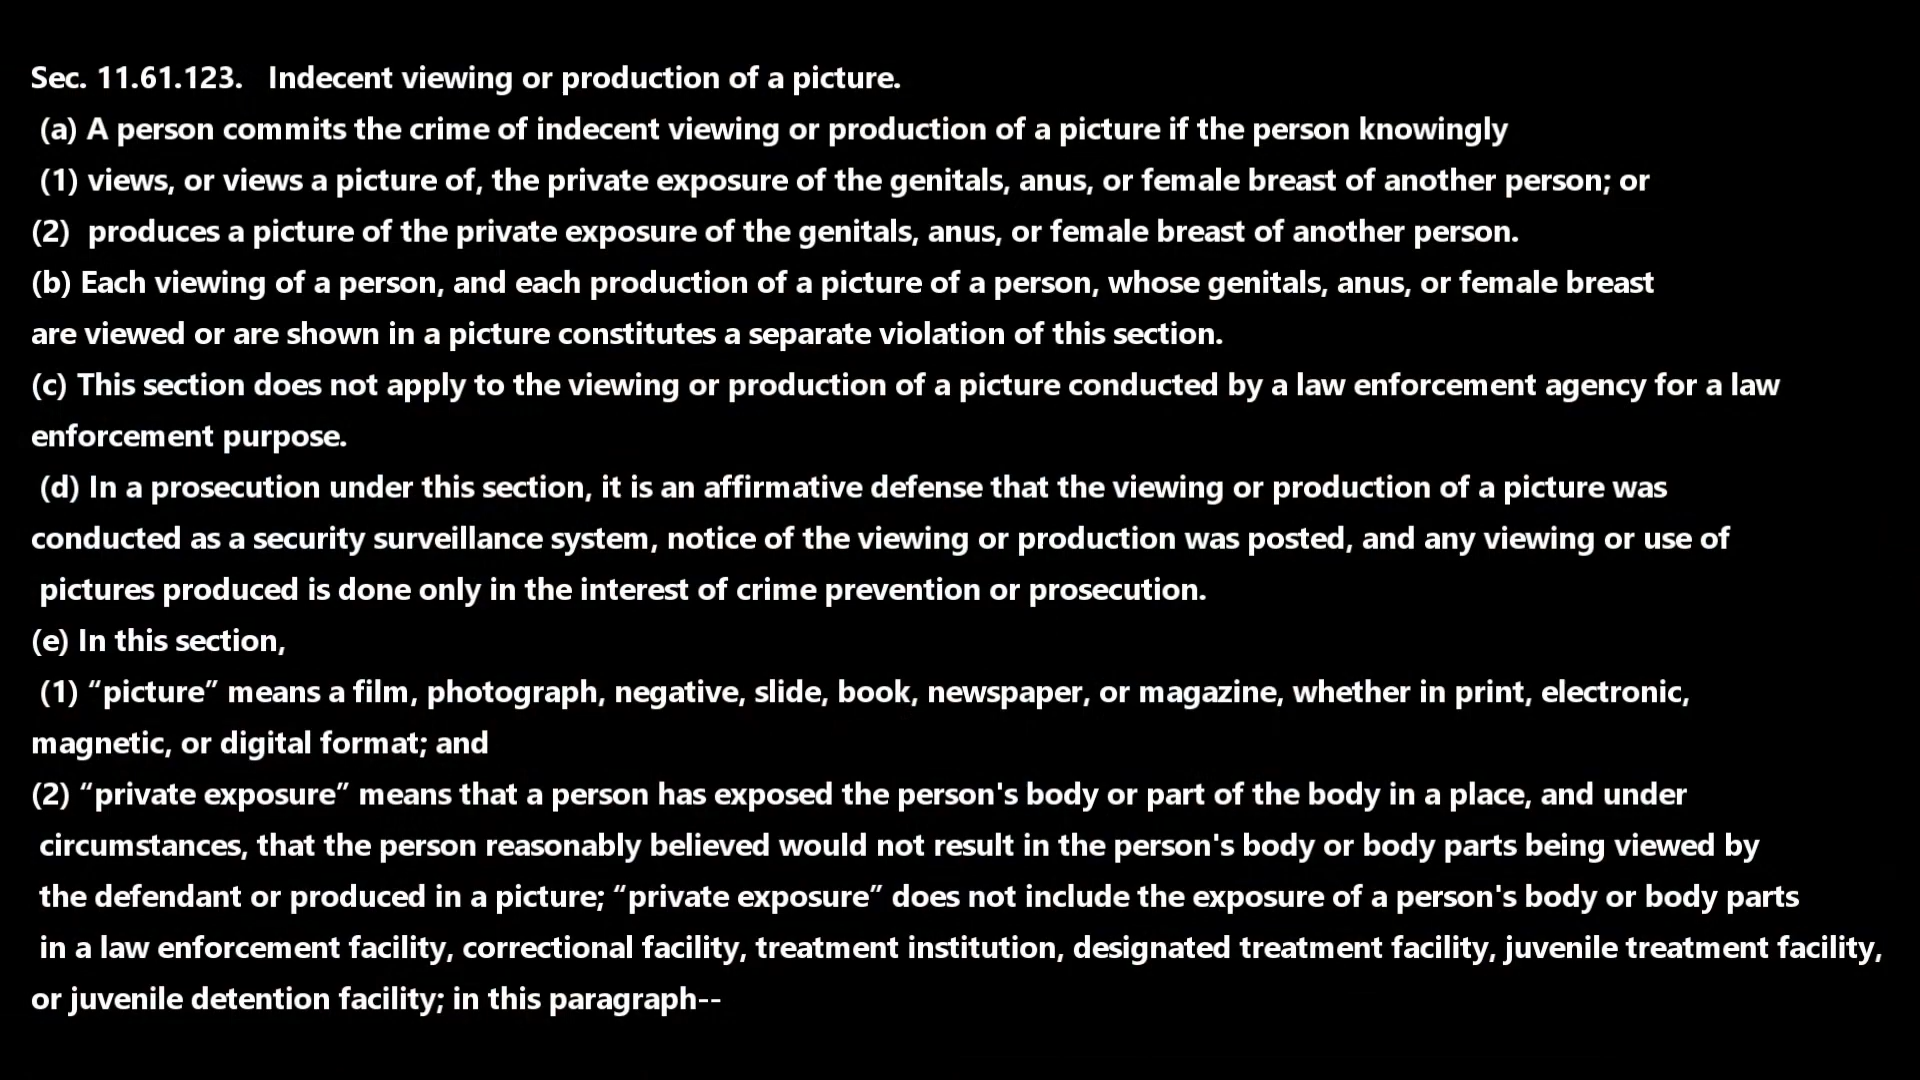 Sec. 11.61.123.   Indecent viewing or production of a picture.
(a) A person commits the crime of indecent viewing or production of a picture if the person knowingly
(1) views, or views a picture of, the private exposure of the genitals, anus, or female breast of another person; or
(2)  produces a picture of the private exposure of the genitals, anus, or female breast of another person.
(b) Each viewing of a person, and each production of a picture of a person, whose genitals, anus, or female breast
are viewed or are shown in a picture constitutes a separate violation of this section.
(c) This section does not apply to the viewing or production of a picture conducted by a law enforcement agency for a law
enforcement purpose.
(d) In a prosecution under this section, it is an affirmative defense that the viewing or production of a picture was
conducted as a security surveillance system, notice of the viewing or production was posted, and any viewing or use of
pictures produced is done only in the interest of crime prevention or prosecution.
(e) In this section,
(1) “picture” means a film, photograph, negative, slide, book, newspaper, or magazine, whether in print, electronic,
magnetic, or digital format; and
(2) “private exposure” means that a person has exposed the person's body or part of the body in a place, and under
circumstances, that the person reasonably believed would not result in the person's body or body parts being viewed by
the defendant or produced in a picture; “private exposure” does not include the exposure of a person's body or body parts
in a law enforcement facility, correctional facility, treatment institution, designated treatment facility, juvenile treatment facility,
or juvenile detention facility; in this paragraph--